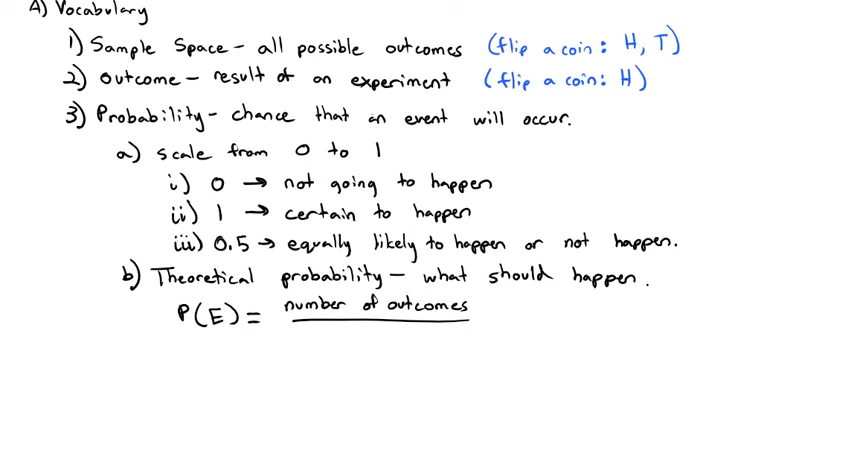 A) Vocabulary
1) Sample Space - all possible outcomes (flip a coin: H, T)
2) Outcome - result of an experiment (flip a coin: H)
3) Probability - chance that an event will occur.
a) scale from 0 to 1
i) 0 → not going to happen
ii) 1 → certain to happen
iii) 0.5 → equally likely to happen or not happen.
b) Theoretical probability - what should happen.
P(E) = number of outcomes